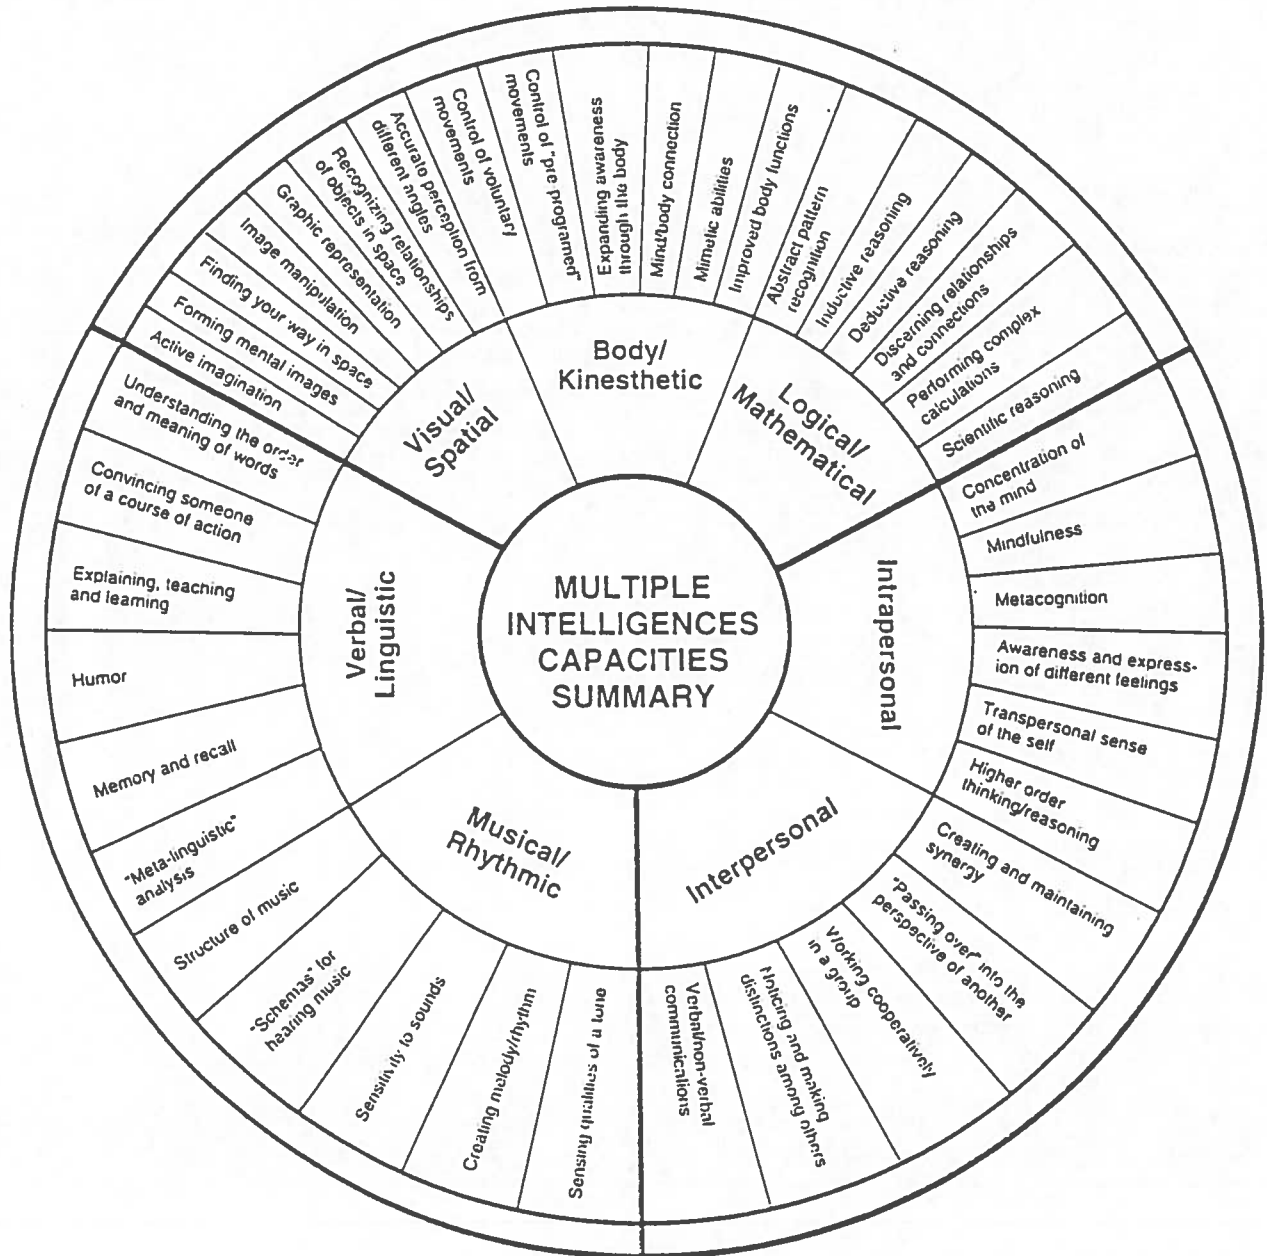 MULTIPLE
INTELLIGENCES
CAPACITIES
SUMMARY
Verbal/
Linguistic
Understanding the order
and meaning of words
Convincing someone
of a course of action
Explaining, teaching
and learning
Humor
Memory and recall
"Meta-linguistic"
analysis
Visual/
Spatial
Active imagination
Forming mental images
Finding your way in space
Image manipulation
Graphic representation
Recognizing relationships
of objects in space
Accurate perception from
different angles
Body/
Kinesthetic
Control of voluntary
movements
Control of "pre-programed"
movements
Expanding awareness
through the body
Mind/body connection
Mimetic abilities
Improved body functions
Logical/
Mathematical
Abstract pattern
recognition
Inductive reasoning
Deductive reasoning
Discerning relationships
and connections
Performing complex
calculations
Scientific reasoning
Intrapersonal
Concentration of
the mind
Mindfulness
Metacognition
Awareness and express-
ion of different feelings
Transpersonal sense
of the self
Higher order
thinking/reasoning
Interpersonal
Creating and maintaining
synergy
"Passing over" into the
perspective of another
Working cooperatively
in a group
Noticing and making
distinctions among others
Verbal/non-verbal
communications
Musical/
Rhythmic
Sensing qualities of a tone
Creating melody/rhythm
Sensitivity to sounds
"Schemas" for
hearing music
Structure of music